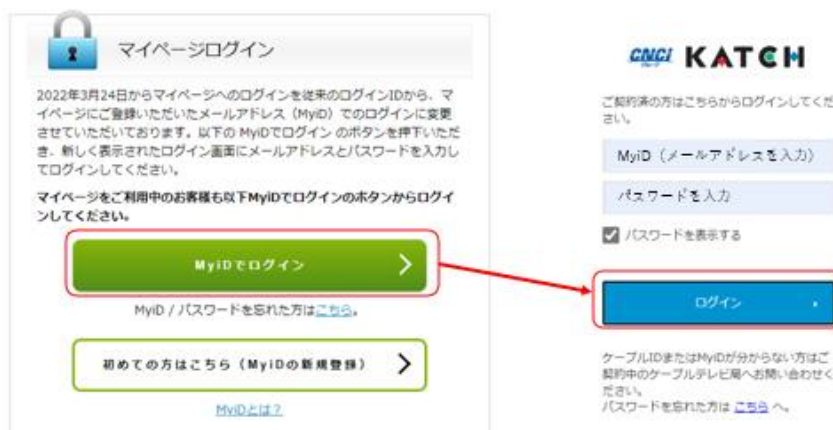 マイページログイン
2022年3月24日からマイページへのログインを従来のログインIDから、マ
イページにご登録いただいたメールアドレス（MyiD）でのログインに変更
させていただいております。以下の MyiDでログイン のボタンを押下いただ
き、新しく表示されたログイン画面にメールアドレスとパスワードを入力し
てログインしてください。
マイページをご利用中のお客様も以下MyiDでログインのボタンからログイ
ンしてください。
MyiDでログイン
MyiD / パスワードを忘れた方はこちら。
初めての方はこちら（MyiDの新規登録）
MyiDとは？
CNCI グループ KATCH
ご契約済の方はこちらからログインしてくだ
さい。
MyiD（メールアドレスを入力）
パスワードを入力
パスワードを表示する
ログイン
ケーブルIDまたはMyiDが分からない方はご
契約中のケーブルテレビ局へお問い合わせく
ださい。
パスワードを忘れた方は こちら へ。